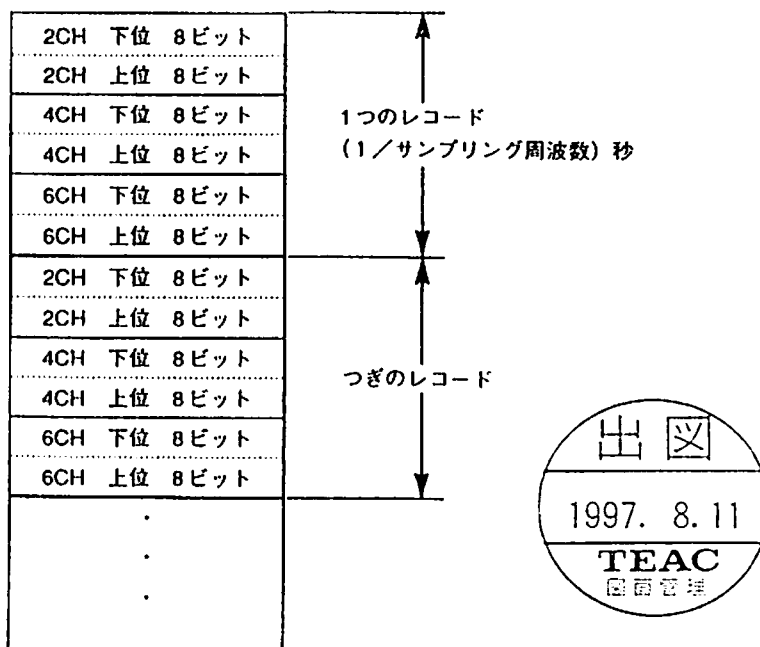 2CH 下位 8ビット
2CH 上位 8ビット
4CH 下位 8ビット
4CH 上位 8ビット
6CH 下位 8ビット
6CH 上位 8ビット
1つのレコード
(1/サンプリング周波数) 秒
2CH 下位 8ビット
2CH 上位 8ビット
4CH 下位 8ビット
4CH 上位 8ビット
6CH 下位 8ビット
6CH 上位 8ビット
つぎのレコード
出図
1997. 8.11
TEAC
図面管理